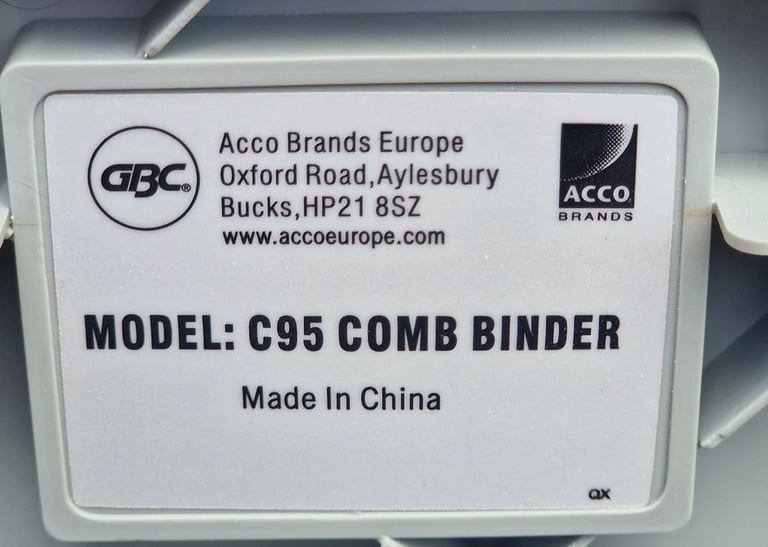 GBC®
Acco Brands Europe
Oxford Road,Aylesbury
Bucks,HP21 8SZ
www.accoeurope.com
ACCO
BRANDS
MODEL: C95 COMB BINDER
Made In China
QX